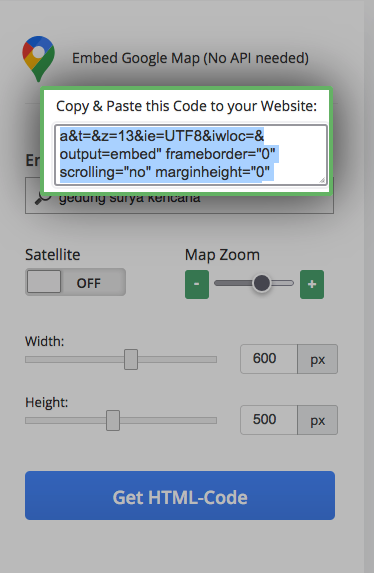 Embed Google Map (No API needed)
Copy & Paste this Code to your Website:
a&t=&z=13&ie=UTF8&iwloc=&
output=embed" frameborder="0"
scrolling="no" marginheight="0"
gedung surya kencana
Satellite
Map Zoom
OFF
-
+
Width:
600 px
Height:
500 px
Get HTML-Code